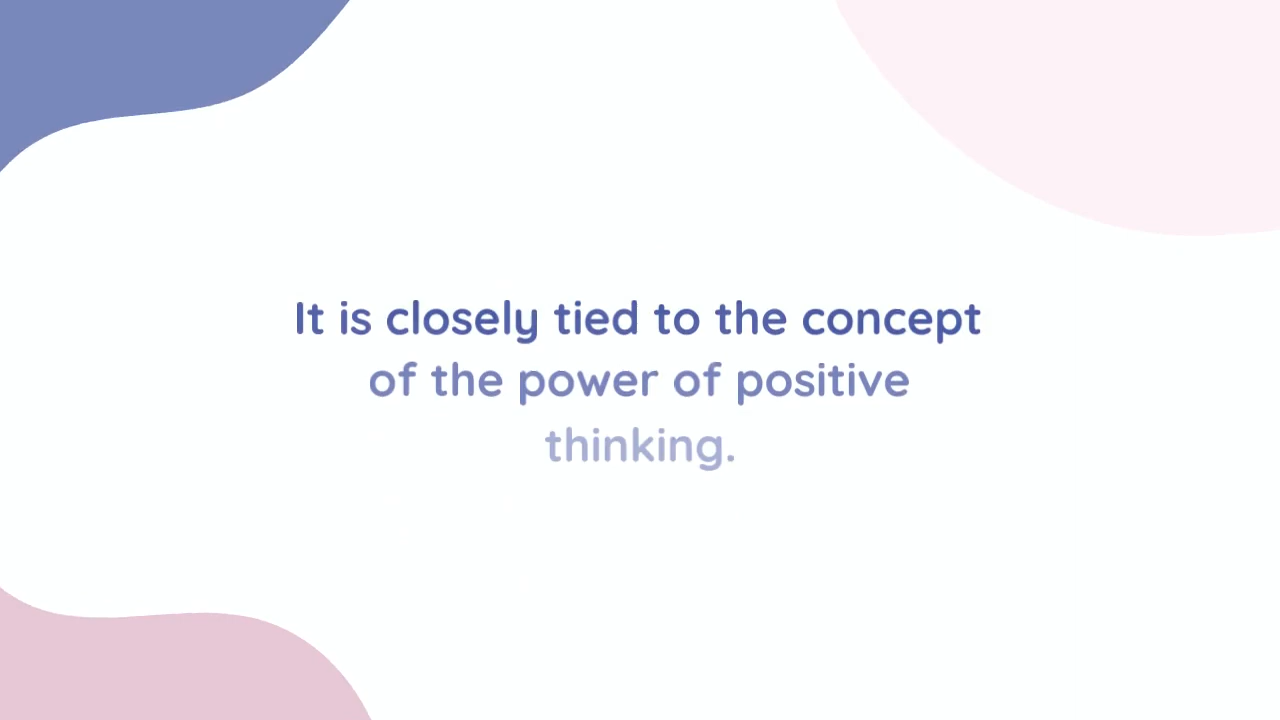 It is closely tied to the concept
of the power of positive
thinking.